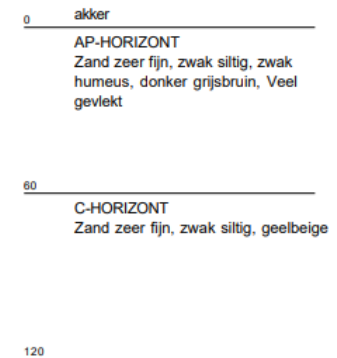 akker
0
AP-HORIZONT
Zand zeer fijn, zwak siltig, zwak
humeus, donker grijsbruin, Veel
gevlekt
60
C-HORIZONT
Zand zeer fijn, zwak siltig, geelbeige
120